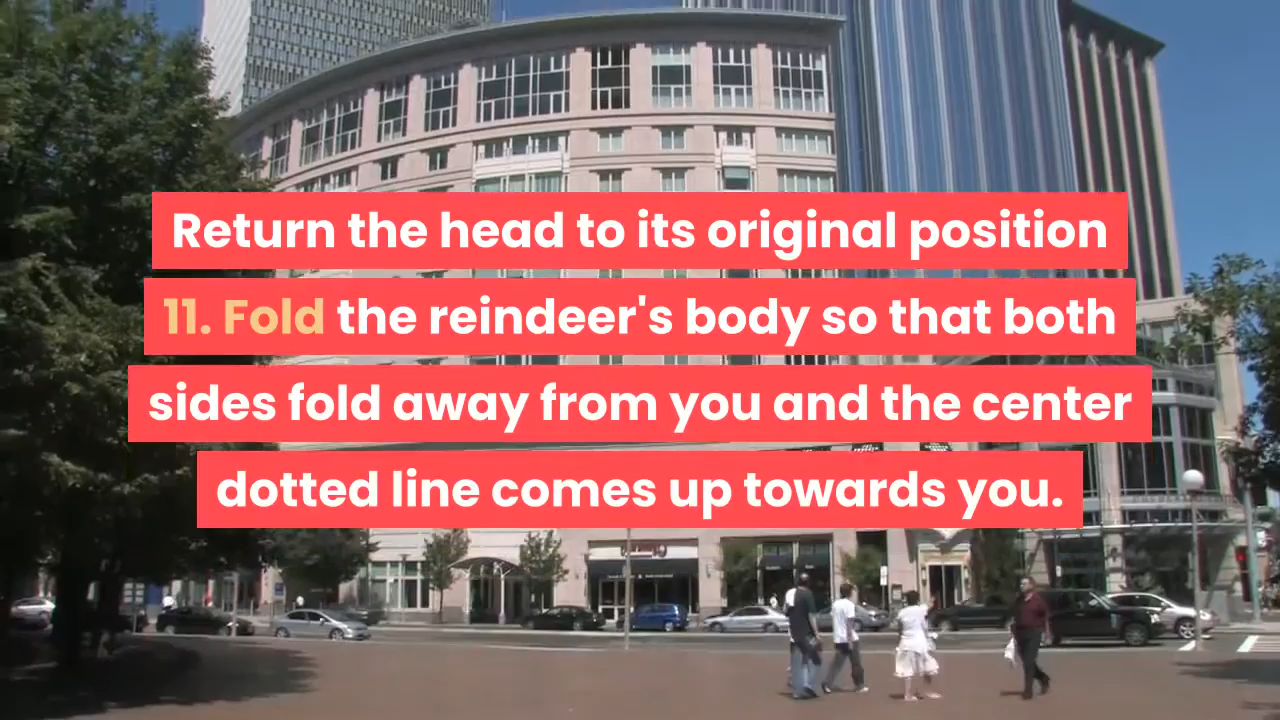 Return the head to its original position
11. Fold the reindeer's body so that both
sides fold away from you and the center
dotted line comes up towards you.